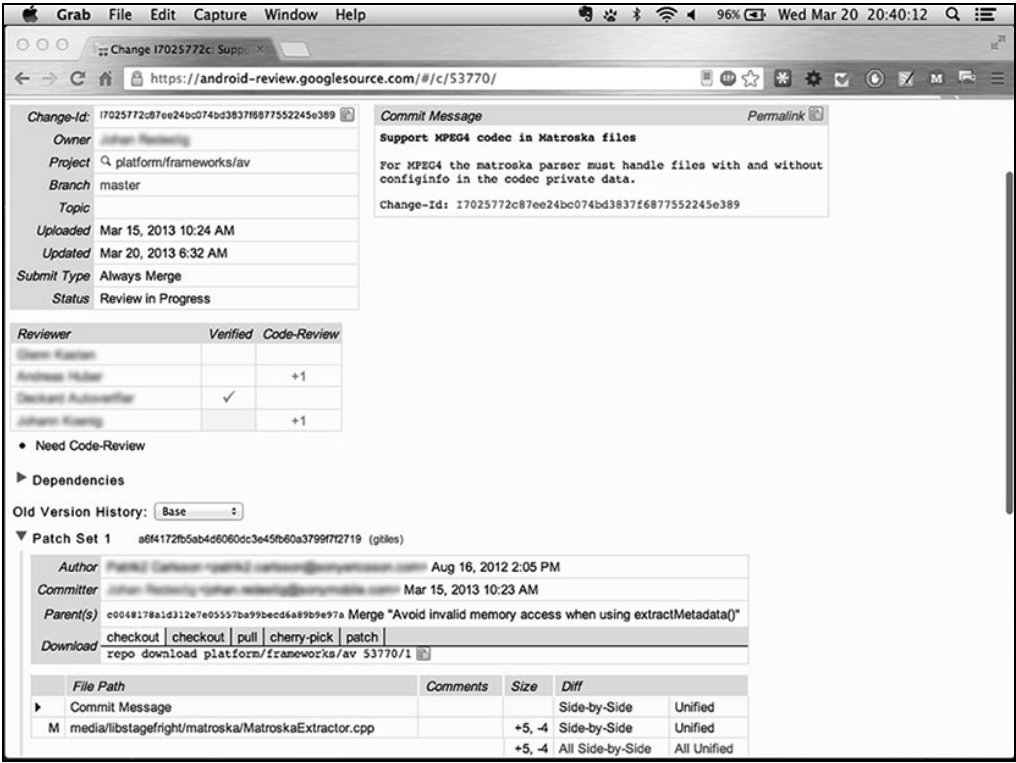 Grab File Edit Capture Window Help 96% Wed Mar 20 20:40:12
Change I7025772c: Suppo
https://android-review.googlesource.com/#/c/53770/
Change-Id: I7025772c87ee24bc074bd3837f6877552245e389
Owner
Project platform/frameworks/av
Branch master
Topic
Uploaded Mar 15, 2013 10:24 AM
Updated Mar 20, 2013 6:32 AM
Submit Type Always Merge
Status Review in Progress
Commit Message Permalink
Support MPEG4 codec in Matroska files
For MPEG4 the matroska parser must handle files with and without
configinfo in the codec private data.
Change-Id: I7025772c87ee24bc074bd3837f6877552245e389
Reviewer Verified Code-Review
+1
+1
• Need Code-Review
Dependencies
Old Version History: Base
Patch Set 1 a6f4172fb5ab4d6060dc3e45fb60a3799f7f2719 (gitiles)
Author Aug 16, 2012 2:05 PM
Committer Mar 15, 2013 10:23 AM
Parent(s) c0048178a1d312e7e05557ba99becd6a89b9e97a Merge "Avoid invalid memory access when using extractMetadata()"
Download checkout | checkout | pull | cherry-pick | patch |
repo download platform/frameworks/av 53770/1
File Path Comments Size Diff
Commit Message Side-by-Side Unified
M media/libstagefright/matroska/MatroskaExtractor.cpp +5, -4 Side-by-Side Unified
+5, -4 All Side-by-Side All Unified